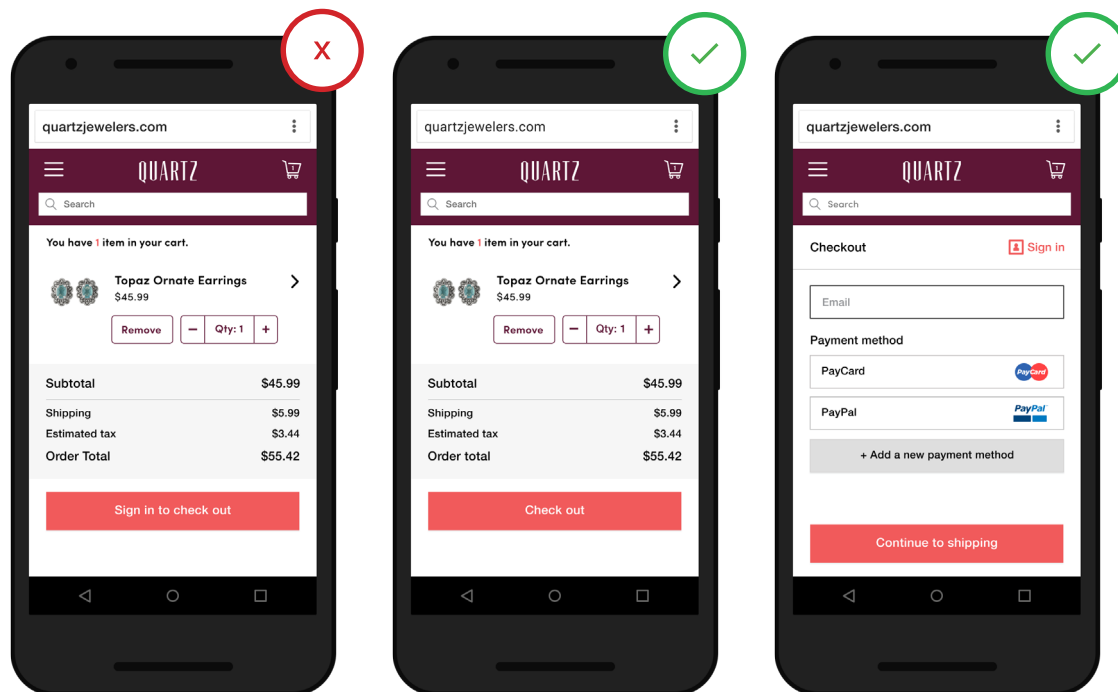 X
quartzjewelers.com
QUARTZ
1
Search
You have 1 item in your cart.
Topaz Ornate Earrings
$45.99
Remove − Qty: 1 +
Subtotal $45.99
Shipping $5.99
Estimated tax $3.44
Order Total $55.42
Sign in to check out
quartzjewelers.com
QUARTZ
1
Search
You have 1 item in your cart.
Topaz Ornate Earrings
$45.99
Remove − Qty: 1 +
Subtotal $45.99
Shipping $5.99
Estimated tax $3.44
Order total $55.42
Check out
quartzjewelers.com
QUARTZ
1
Search
Checkout Sign in
Email
Payment method
PayCard PayCard
PayPal PayPal
+ Add a new payment method
Continue to shipping